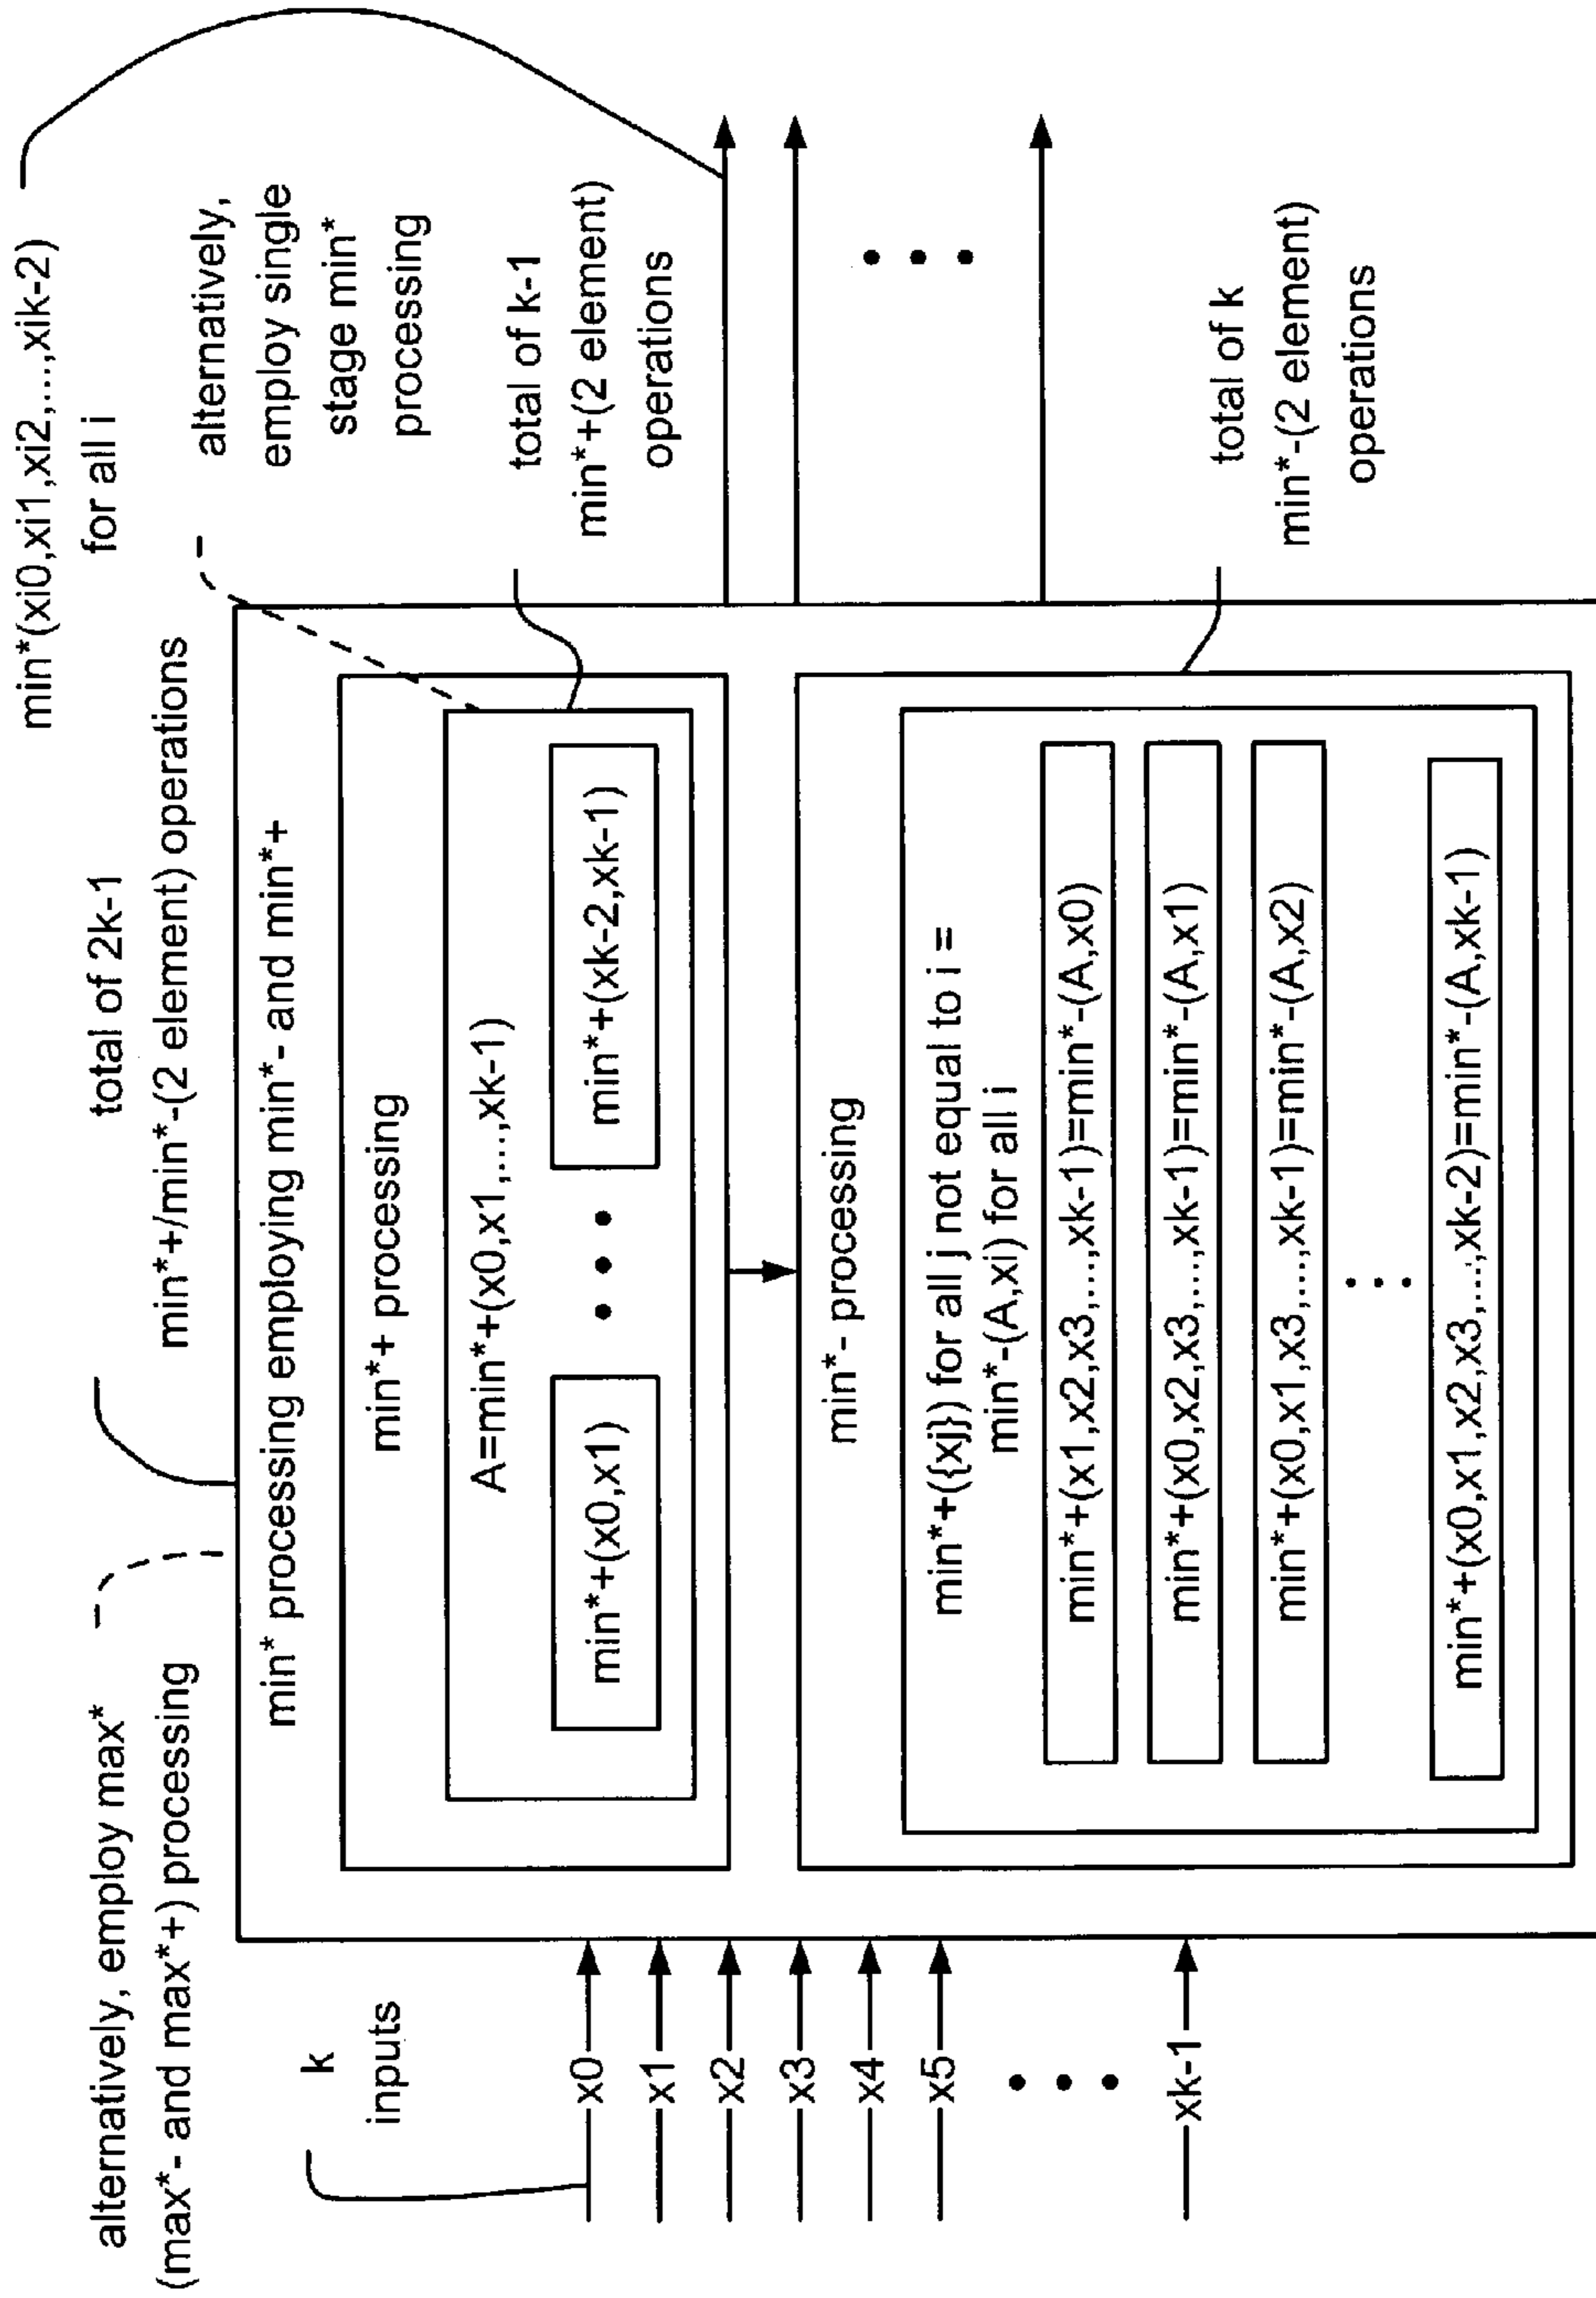 alternatively, employ max*
(max*- and max*+) processing
total of 2k-1
min*+/min*-(2 element) operations
min*(xi0,xi1,xi2,...,xik-2)
for all i
k
inputs
x0
x1
x2
x3
x4
x5
xk-1
min* processing employing min*- and min*+
min*+ processing
A=min*+(x0,x1,...,xk-1)
min*+(x0,x1)
min*+(xk-2,xk-1)
min*- processing
min*+({xj}) for all j not equal to i =
min*-(A,xi) for all i
min*+(x1,x2,x3,...,xk-1)=min*-(A,x0)
min*+(x0,x2,x3,...,xk-1)=min*-(A,x1)
min*+(x0,x1,x3,...,xk-1)=min*-(A,x2)
min*+(x0,x1,x2,x3,...,xk-2)=min*-(A,xk-1)
alternatively,
employ single
stage min*
processing
total of k-1
min*+(2 element)
operations
total of k
min*-(2 element)
operations